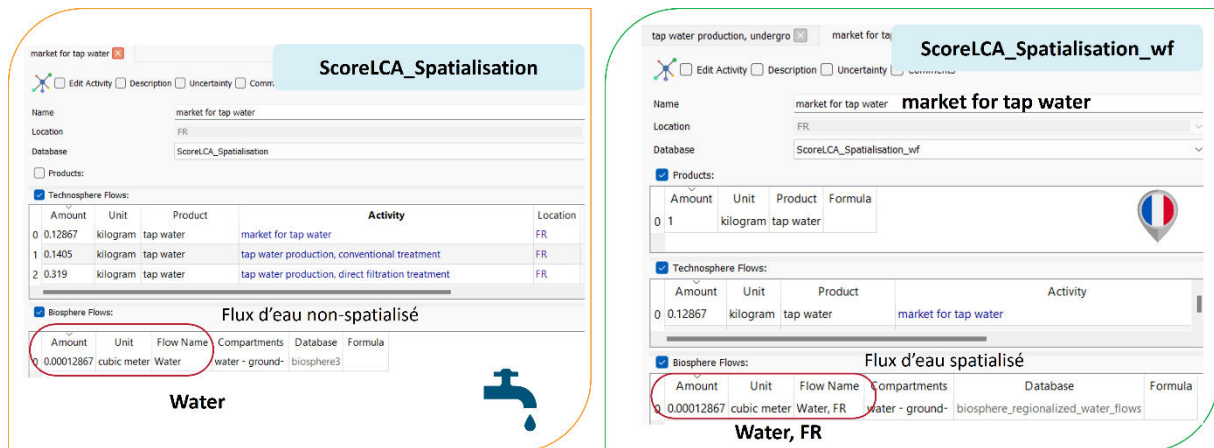 market for tap water
ScoreLCA_Spatialisation
Edit Activity Description Uncertainty Comm
Name market for tap water
Location FR
Database ScoreLCA_Spatialisation
Products:
Technosphere Flows:
Amount Unit Product Activity Location
0 0.12867 kilogram tap water market for tap water FR
1 0.1405 kilogram tap water tap water production, conventional treatment FR
2 0.319 kilogram tap water tap water production, direct filtration treatment FR
Biosphere Flows:
Flux d'eau non-spatialisé
Amount Unit Flow Name Compartments Database Formula
0 0.00012867 cubic meter Water water - ground- biosphere3
Water
tap water production, undergro market for tap
ScoreLCA_Spatialisation_wf
Edit Activity Description Uncertainty Comments
Name market for tap water market for tap water
Location FR
Database ScoreLCA_Spatialisation_wf
Products:
Amount Unit Product Formula
0 1 kilogram tap water
Technosphere Flows:
Amount Unit Product Activity
0 0.12867 kilogram tap water market for tap water
Biosphere Flows:
Flux d'eau spatialisé
Amount Unit Flow Name Compartments Database Formula
0 0.00012867 cubic meter Water, FR water - ground- biosphere_regionalized_water_flows
Water, FR